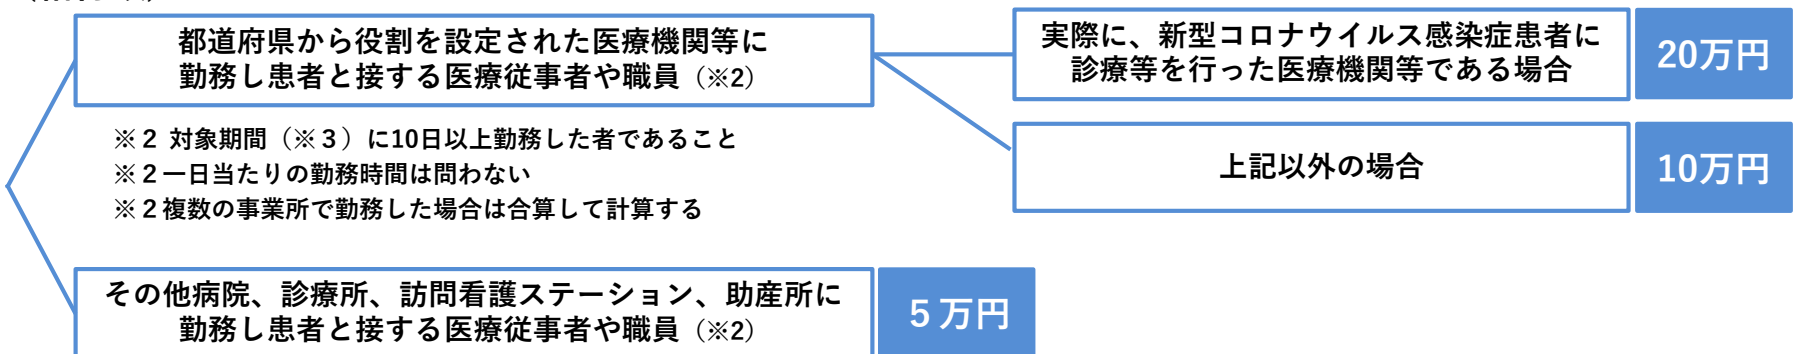 都道府県から役割を設定された医療機関等に
勤務し患者と接する医療従事者や職員（※2）
実際に、新型コロナウイルス感染症患者に
診療等を行った医療機関等である場合
20万円
※２ 対象期間（※３）に10日以上勤務した者であること
※２一日当たりの勤務時間は問わない
※２複数の事業所で勤務した場合は合算して計算する
上記以外の場合
10万円
その他病院、診療所、訪問看護ステーション、助産所に
勤務し患者と接する医療従事者や職員（※2）
５万円